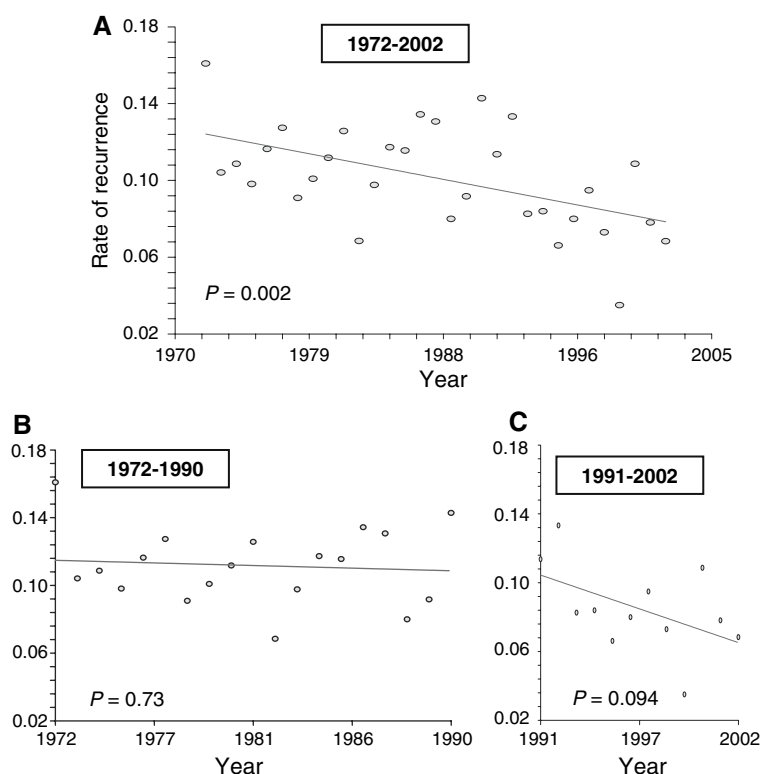 A
1972-2002
0.18
0.14
0.10
0.06
0.02
Rate of recurrence
P = 0.002
1970 1979 1988 1996 2005
Year
B
1972-1990
0.18
0.14
0.10
0.06
0.02
P = 0.73
1972 1977 1981 1986 1990
Year
C
1991-2002
0.18
0.14
0.10
0.06
0.02
P = 0.094
1991 1997 2002
Year